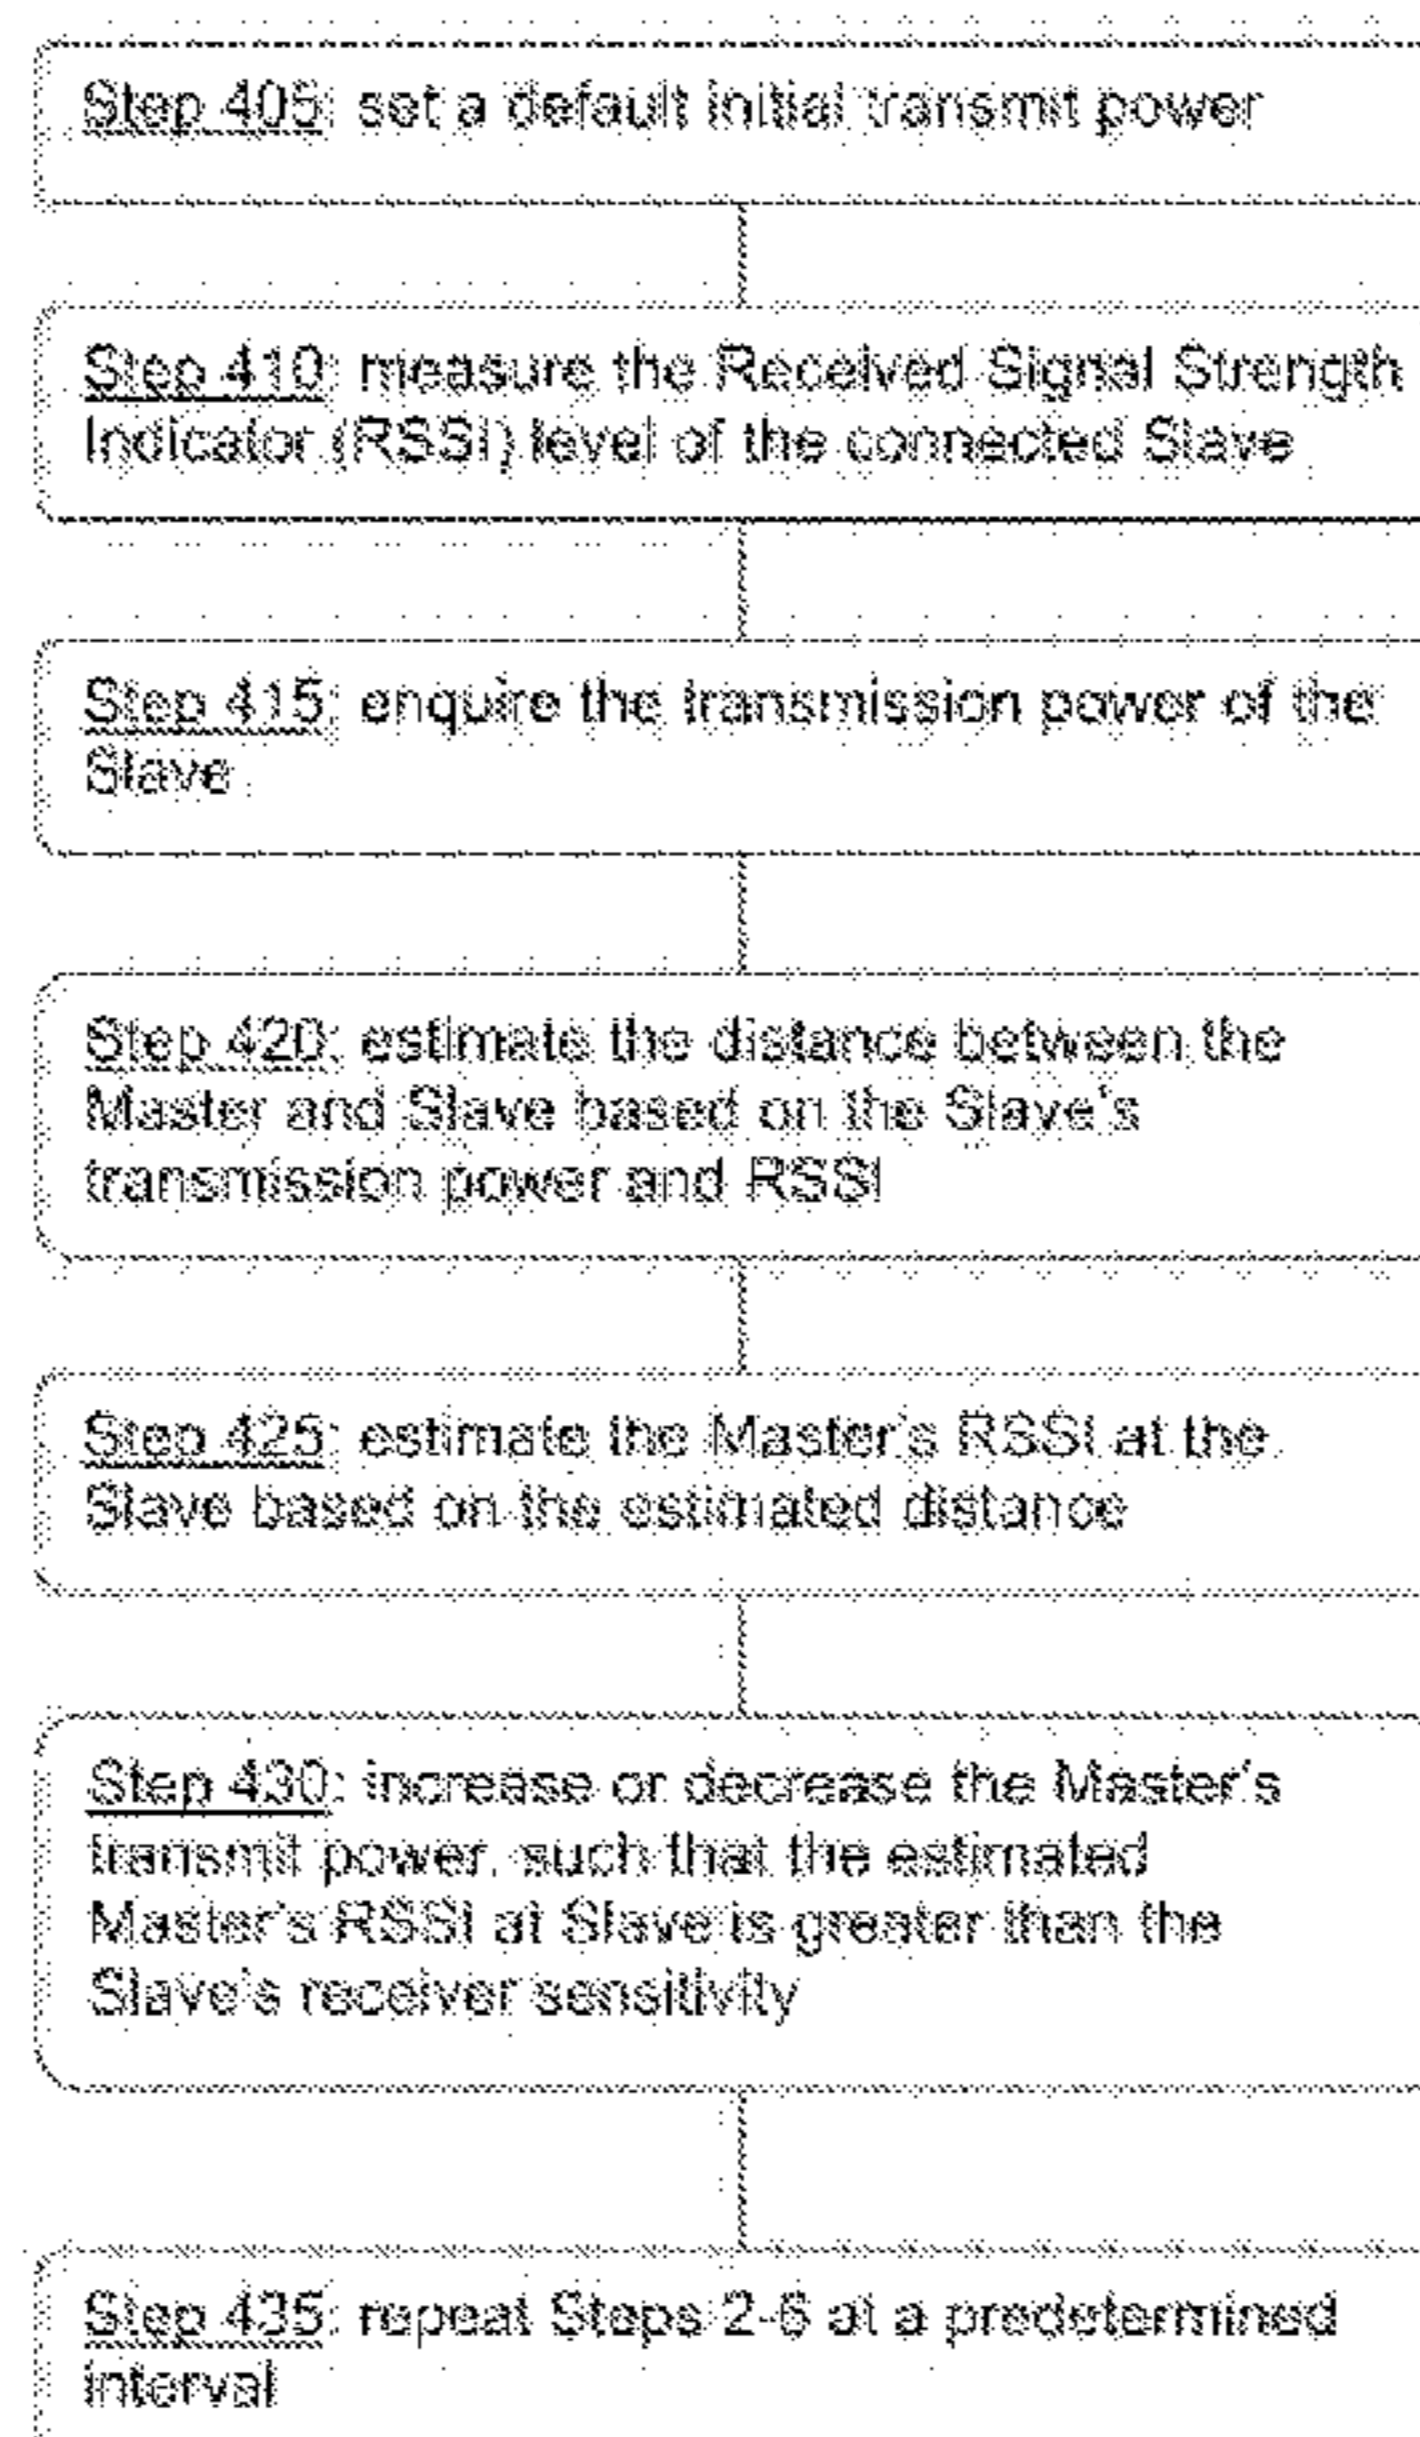 Step 405: set a default initial transmit power
Step 410: measure the Received Signal Strength
Indicator (RSSI) level of the connected Slave
Step 415: enquire the transmission power of the
Slave
Step 420: estimate the distance between the
Master and Slave based on the Slave's
transmission power and RSSI
Step 425: estimate the Master's RSSI at the
Slave based on the estimated distance
Step 430: increase or decrease the Master's
transmit power, such that the estimated
Master's RSSI at Slave is greater than the
Slave's receiver sensitivity
Step 435: repeat Steps 2-6 at a predetermined
interval